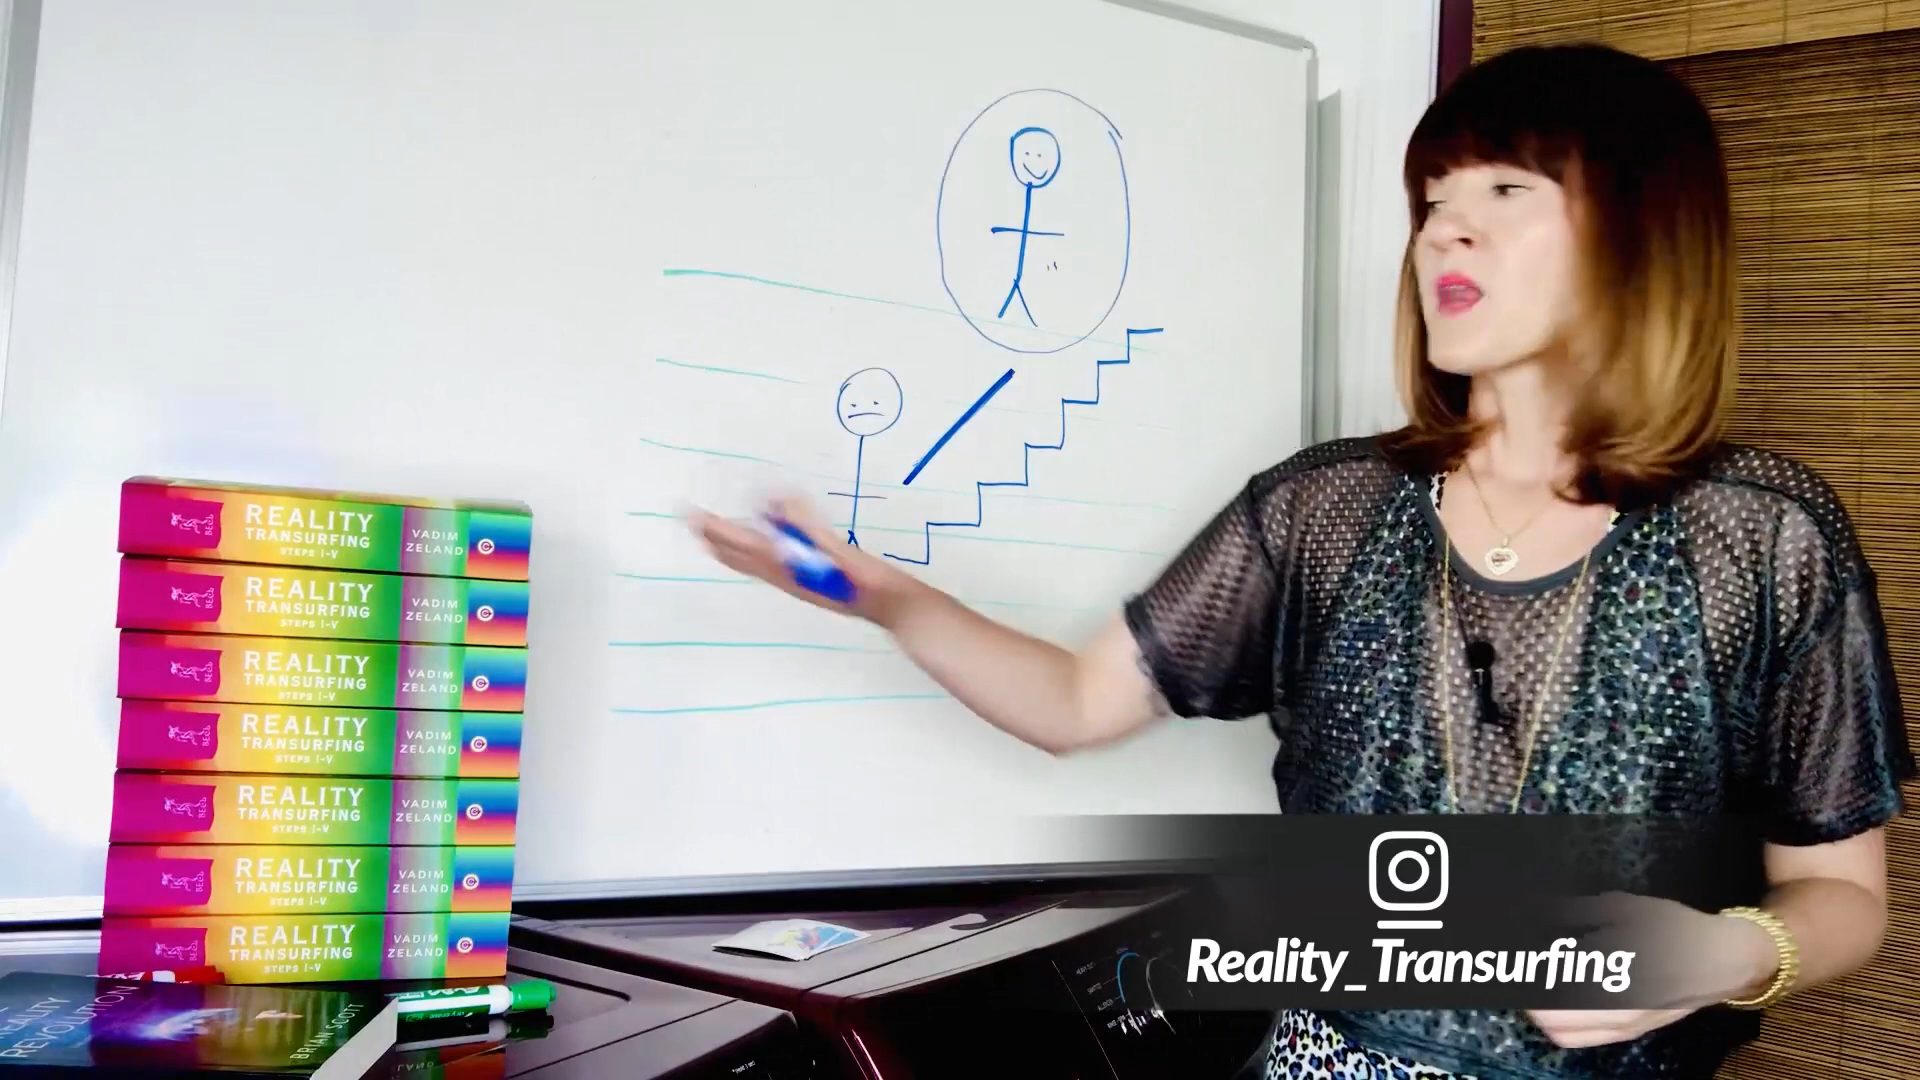 REALITY
TRANSURFING
STEPS I-V
VADIM
ZELAND
REALITY
TRANSURFING
STEPS I-V
VADIM
ZELAND
REALITY
TRANSURFING
STEPS I-V
VADIM
ZELAND
REALITY
TRANSURFING
STEPS I-V
VADIM
ZELAND
REALITY
TRANSURFING
STEPS I-V
VADIM
ZELAND
REALITY
TRANSURFING
STEPS I-V
VADIM
ZELAND
REALITY
TRANSURFING
STEPS I-V
VADIM
ZELAND
REALITY
REVOLUTION
BRIAN SCOTT
Reality_Transurfing